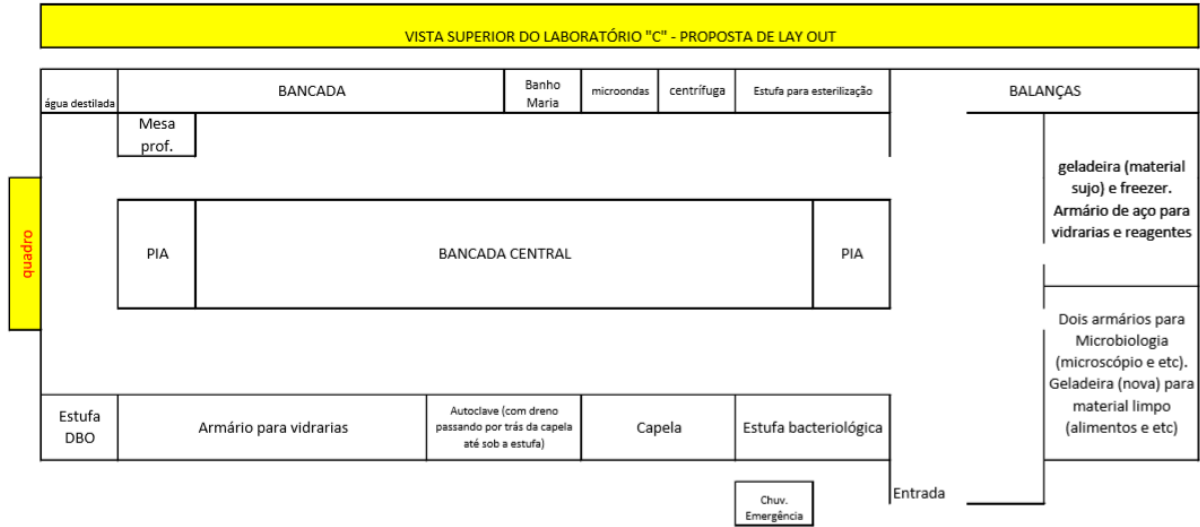 VISTA SUPERIOR DO LABORATÓRIO "C" - PROPOSTA DE LAY OUT
água destilada
BANCADA
Banho
Maria
microondas
centrífuga
Estufa para esterilização
BALANÇAS
Mesa
prof.
geladeira (material
sujo) e freezer.
Armário de aço para
vidrarias e reagentes
quadro
PIA
BANCADA CENTRAL
PIA
Dois armários para
Microbiologia
(microscópio e etc).
Geladeira (nova) para
material limpo
(alimentos e etc)
Estufa
DBO
Armário para vidrarias
Autoclave (com dreno
passando por trás da capela
até sob a estufa)
Capela
Estufa bacteriológica
Chuv.
Emergência
Entrada